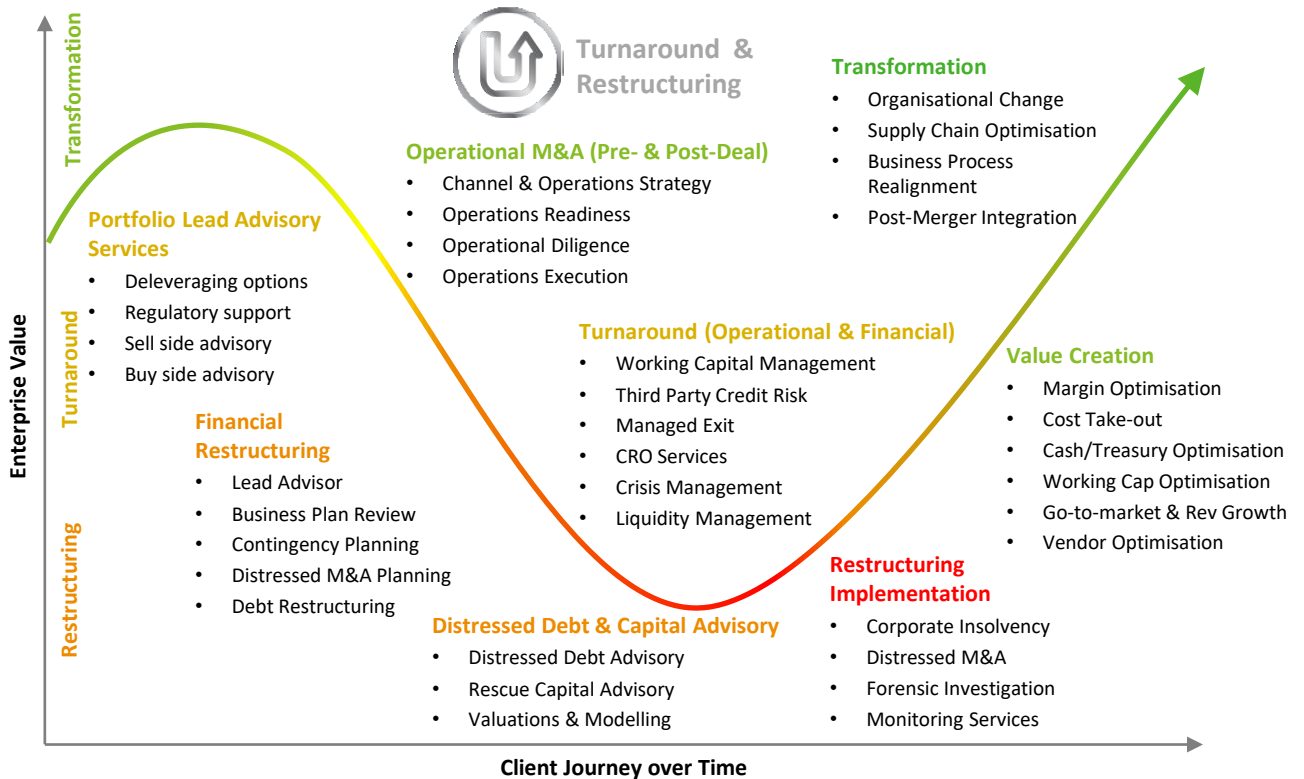 Turnaround &
Restructuring
Transformation
Turnaround
Restructuring
Enterprise Value
Portfolio Lead Advisory
Services
• Deleveraging options
• Regulatory support
• Sell side advisory
• Buy side advisory
Financial
Restructuring
• Lead Advisor
• Business Plan Review
• Contingency Planning
• Distressed M&A Planning
• Debt Restructuring
Operational M&A (Pre- & Post-Deal)
• Channel & Operations Strategy
• Operations Readiness
• Operational Diligence
• Operations Execution
Turnaround (Operational & Financial)
• Working Capital Management
• Third Party Credit Risk
• Managed Exit
• CRO Services
• Crisis Management
• Liquidity Management
Distressed Debt & Capital Advisory
• Distressed Debt Advisory
• Rescue Capital Advisory
• Valuations & Modelling
Transformation
• Organisational Change
• Supply Chain Optimisation
• Business Process
Realignment
• Post-Merger Integration
Value Creation
• Margin Optimisation
• Cost Take-out
• Cash/Treasury Optimisation
• Working Cap Optimisation
• Go-to-market & Rev Growth
• Vendor Optimisation
Restructuring
Implementation
• Corporate Insolvency
• Distressed M&A
• Forensic Investigation
• Monitoring Services
Client Journey over Time